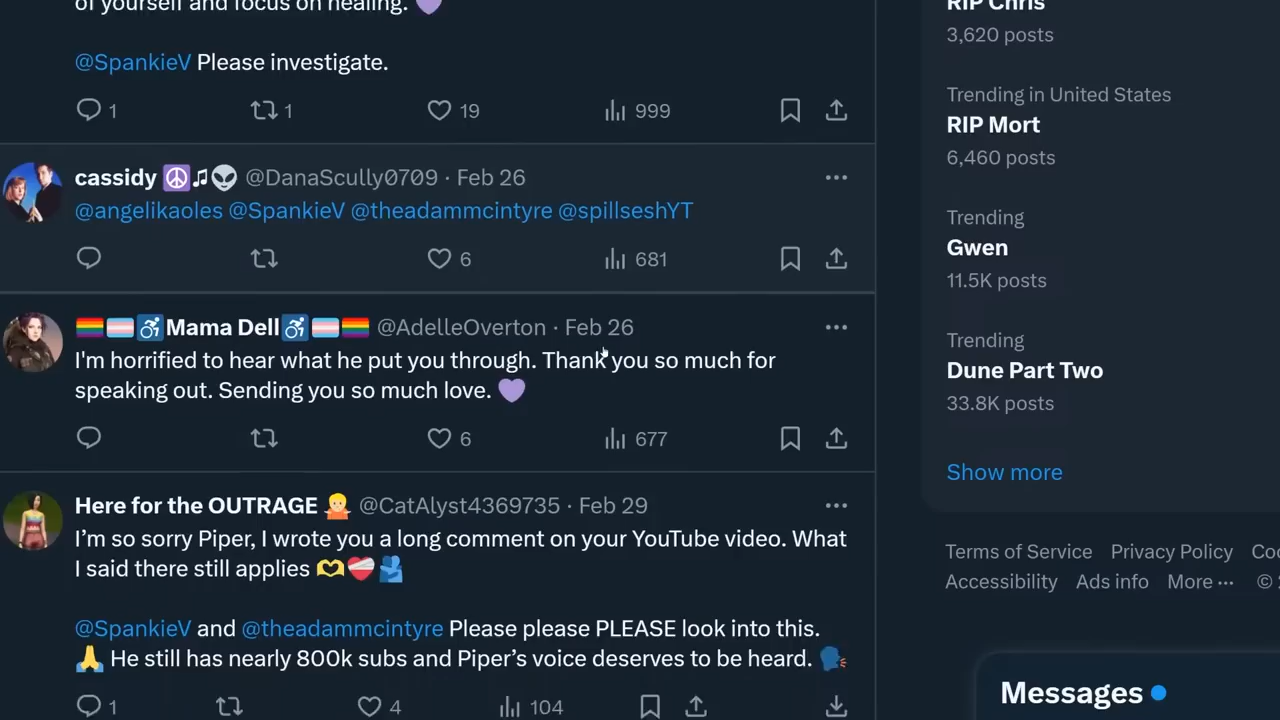 of yourself and focus on healing. 💜
@SpankieV Please investigate.
1 1 19 999
cassidy ☮️🎵👽 @DanaScully0709 · Feb 26
@angelikaoles @SpankieV @theadammcintyre @spillseshYT
6 681
🏳️‍🌈🏳️‍⚧️♿Mama Dell♿🏳️‍⚧️🏳️‍🌈 @AdelleOverton · Feb 26
I'm horrified to hear what he put you through. Thank you so much for
speaking out. Sending you so much love. 💜
6 677
Here for the OUTRAGE 🤷🏼 @CatAlyst4369735 · Feb 29
I'm so sorry Piper, I wrote you a long comment on your YouTube video. What
I said there still applies 🫶❤️‍🩹🫂
@SpankieV and @theadammcintyre Please please PLEASE look into this.
🙏 He still has nearly 800k subs and Piper's voice deserves to be heard. 🗣️
1 4 104
RIP Chris
3,620 posts
Trending in United States
RIP Mort
6,460 posts
Trending
Gwen
11.5K posts
Trending
Dune Part Two
33.8K posts
Show more
Terms of Service Privacy Policy
Accessibility Ads info More ··· ©
Messages